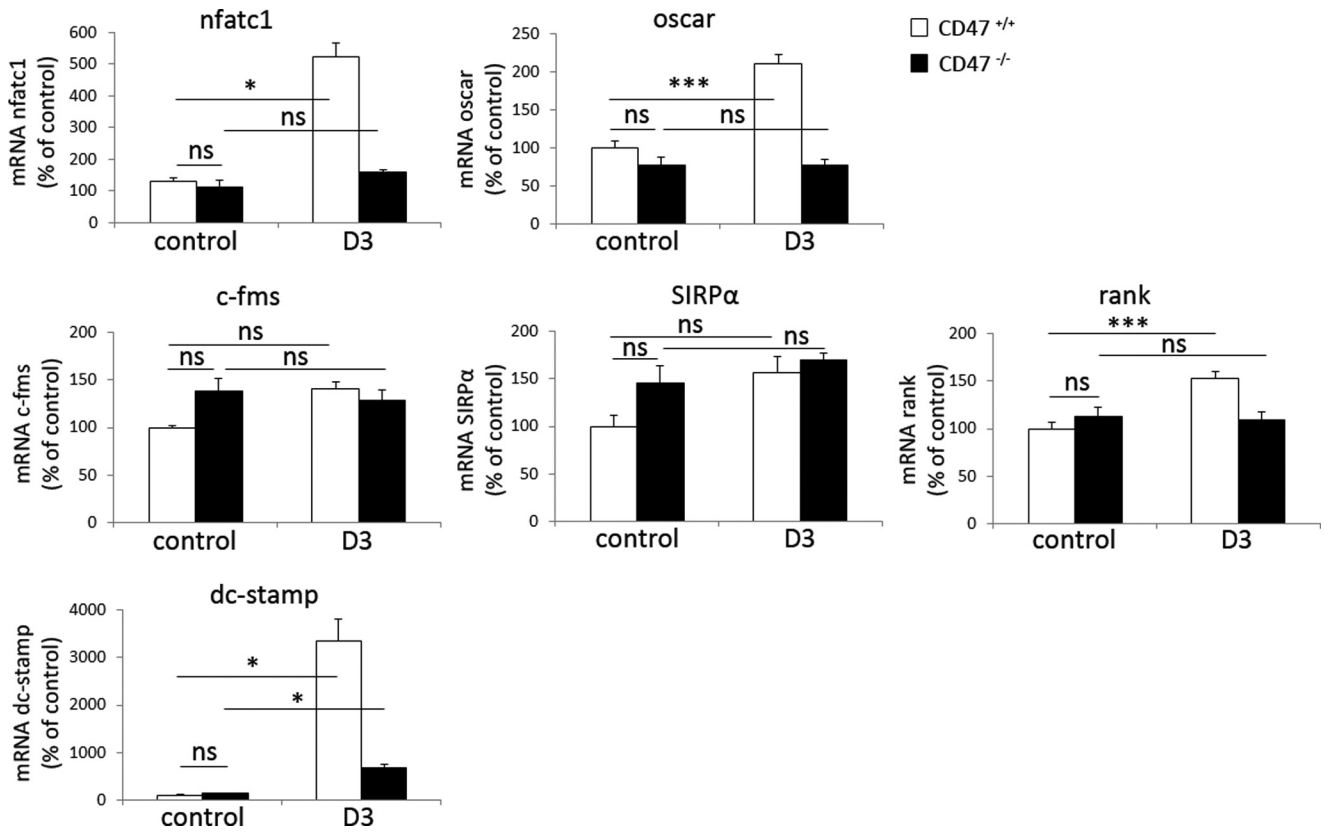 nfatc1
mRNA nfatc1
(% of control)
600
500
400
300
200
100
0
*
ns
ns
control
D3
oscar
mRNA oscar
(% of control)
250
200
150
100
50
0
***
ns
ns
control
D3
CD47 +/+
CD47 -/-
c-fms
mRNA c-fms
(% of control)
200
150
100
50
0
ns
ns
ns
control
D3
SIRPα
mRNA SIRPα
(% of control)
200
150
100
50
0
ns
ns
ns
control
D3
rank
mRNA rank
(% of control)
200
150
100
50
0
***
ns
ns
control
D3
dc-stamp
mRNA dc-stamp
(% of control)
4000
3000
2000
1000
0
*
*
ns
control
D3